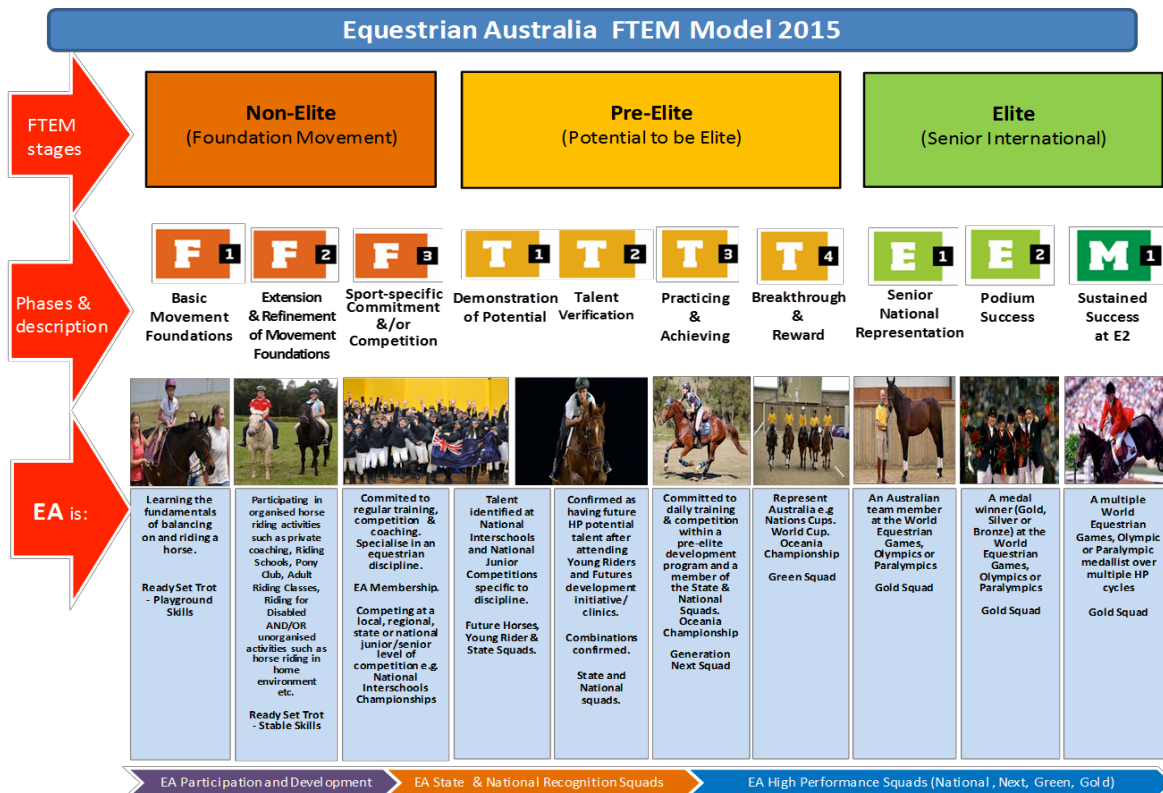 Equestrian Australia FTEM Model 2015
FTEM
stages
Non-Elite
(Foundation Movement)
Pre-Elite
(Potential to be Elite)
Elite
(Senior International)
Phases &
description
F 1
Basic
Movement
Foundations
F 2
Extension
& Refinement
of Movement
Foundations
F 3
Sport-specific
Commitment
&/or
Competition
T 1
Demonstration
of Potential
T 2
Talent
Verification
T 3
Practicing
&
Achieving
T 4
Breakthrough
&
Reward
E 1
Senior
National
Representation
E 2
Podium
Success
M 1
Sustained
Success
at E2
EA is:
Learning the
fundamentals
of balancing
on and riding a
horse.
Ready Set Trot
- Playground
Skills
Participating in
organised horse
riding activities
such as private
coaching, Riding
Schools, Pony
Club, Adult
Riding Classes,
Riding for
Disabled
AND/OR
unorganised
activities such as
horse riding in
home
environment
etc.
Ready Set Trot
- Stable Skills
Commited to
regular training,
competition &
coaching.
Specialise in an
equestrian
discipline.
EA Membership.
Competing at a
local, regional,
state or national
junior/senior
level of
competition e.g.
National
Interschools
Championships
Talent
identified at
National
Interschools
and National
Junior
Competitions
specific to
discipline.
Future Horses,
Young Rider &
State Squads.
Confirmed as
having future
HP potential
talent after
attending
Young Riders
and Futures
development
initiative/
clinics.
Combinations
confirmed.
State and
National
squads.
Committed to
daily training
& competition
within a
pre-elite
development
program and a
member of
the State &
National
Squads.
Oceania
Championship
Generation
Next Squad
Represent
Australia e.g
Nations Cups.
World Cup.
Oceania
Championship
Green Squad
An Australian
team member
at the World
Equestrian
Games,
Olympics or
Paralympics
Gold Squad
A medal
winner (Gold,
Silver or
Bronze) at the
World
Equestrian
Games,
Olympics or
Paralympics
Gold Squad
A multiple
World
Equestrian
Games, Olympic
or Paralympic
medallist over
multiple HP
cycles
Gold Squad
EA Participation and Development
EA State & National Recognition Squads
EA High Performance Squads (National , Next, Green, Gold)